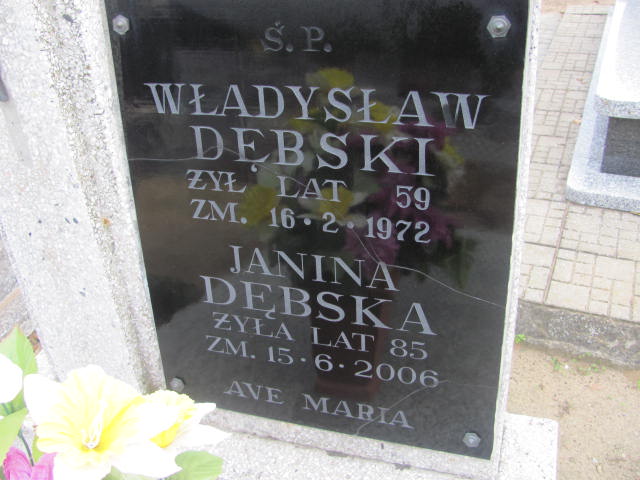 Ś.P.
WŁADYSŁAW
DĘBSKI
ŻYŁ LAT 59
ZM. 16·2·1972
JANINA
DĘBSKA
ŻYŁA LAT 85
ZM. 15·6·2006
AVE MARIA